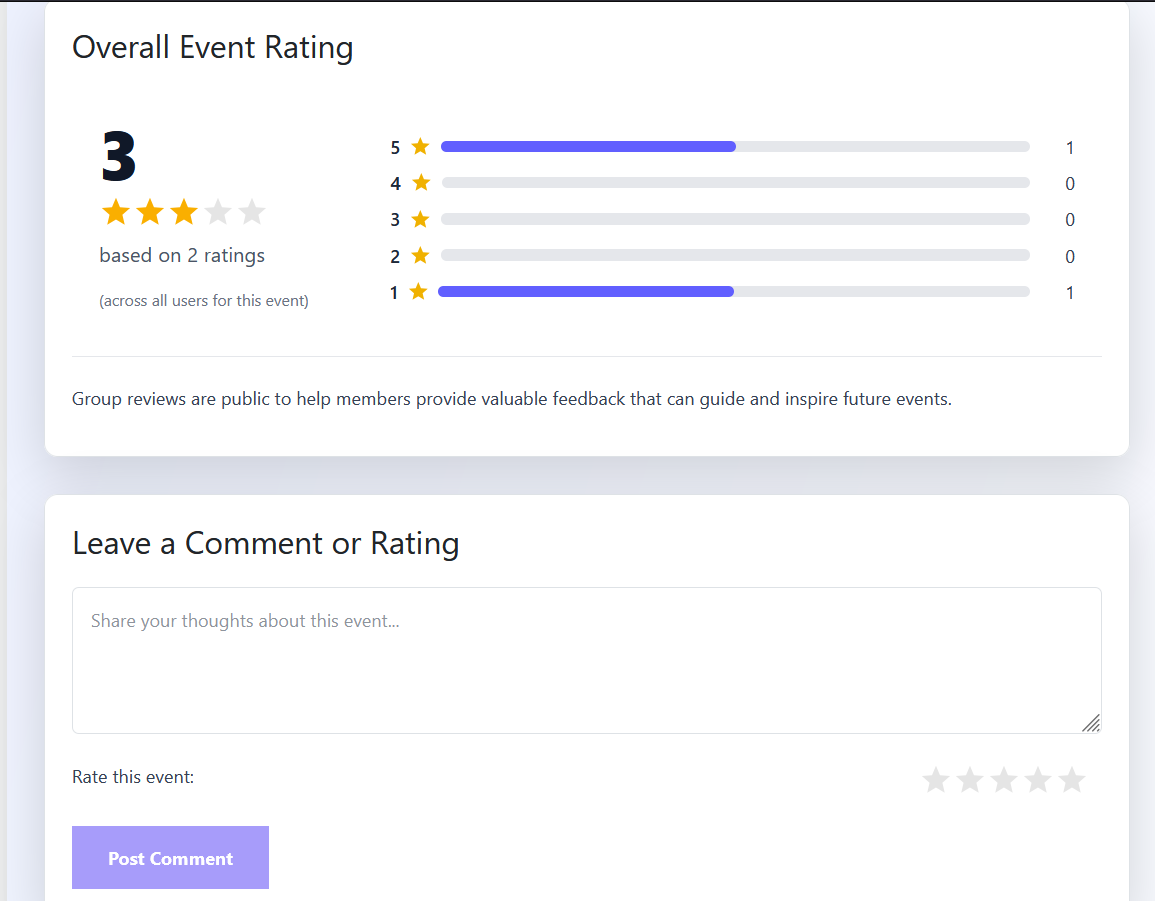 Overall Event Rating
3
based on 2 ratings
(across all users for this event)
5 1
4 0
3 0
2 0
1 1
Group reviews are public to help members provide valuable feedback that can guide and inspire future events.
Leave a Comment or Rating
Share your thoughts about this event...
Rate this event:
Post Comment